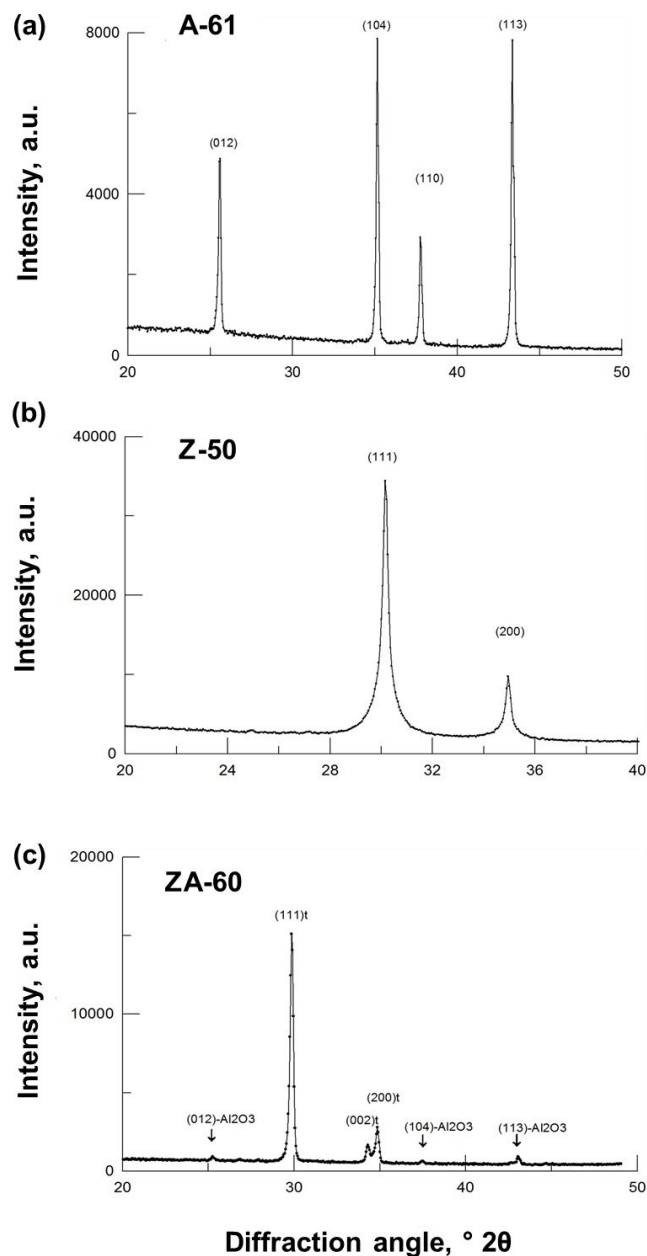 (a)
A-61
(104)
(113)
(012)
(110)
8000
4000
0
20
30
40
50
Intensity, a.u.
(b)
Z-50
(111)
(200)
40000
20000
0
20
24
28
32
36
40
Intensity, a.u.
(c)
ZA-60
(111)t
(200)t
(002)t
(012)-Al2O3
(104)-Al2O3
(113)-Al2O3
20000
10000
0
20
30
40
50
Intensity, a.u.
Diffraction angle, ° 2θ